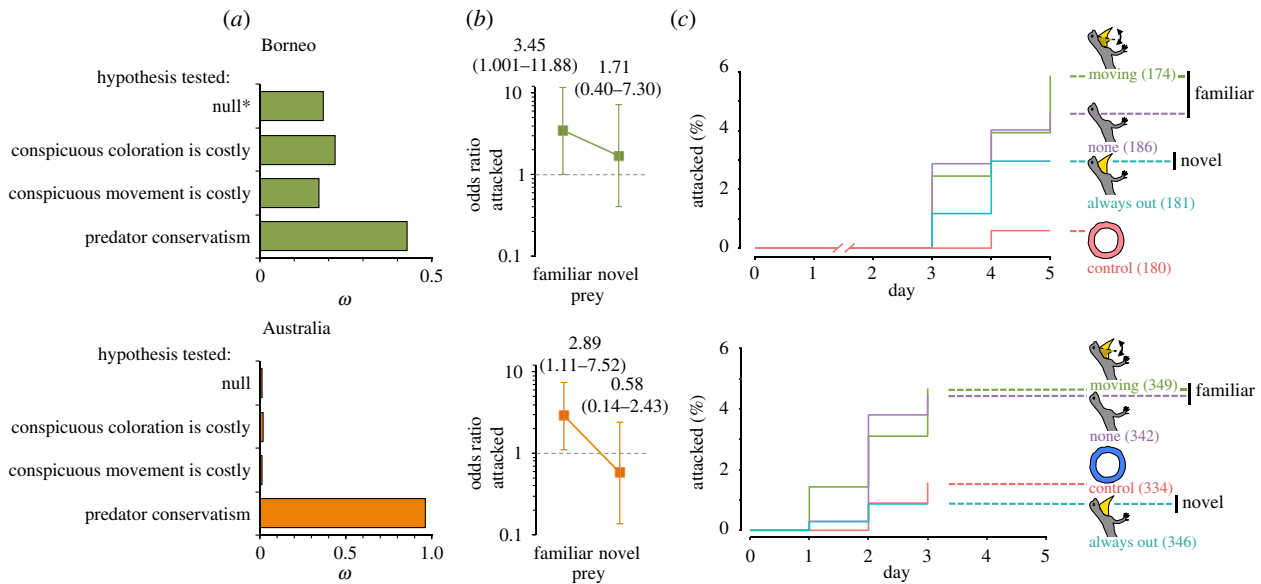 (a)
(b)
(c)
Borneo
hypothesis tested:
null*
conspicuous coloration is costly
conspicuous movement is costly
predator conservatism
0
0.5
ω
3.45
(1.001–11.88)
1.71
(0.40–7.30)
10
1
0.1
odds ratio
attacked
familiar novel
prey
6
4
2
0
attacked (%)
0
1
2
3
4
5
day
moving (174)
familiar
none (186)
novel
always out (181)
control (180)
Australia
hypothesis tested:
null
conspicuous coloration is costly
conspicuous movement is costly
predator conservatism
0
0.5
1.0
ω
2.89
(1.11–7.52)
0.58
(0.14–2.43)
10
1
0.1
odds ratio
attacked
familiar novel
prey
6
4
2
0
attacked (%)
0
1
2
3
4
5
day
moving (349)
familiar
none (342)
control (334)
novel
always out (346)